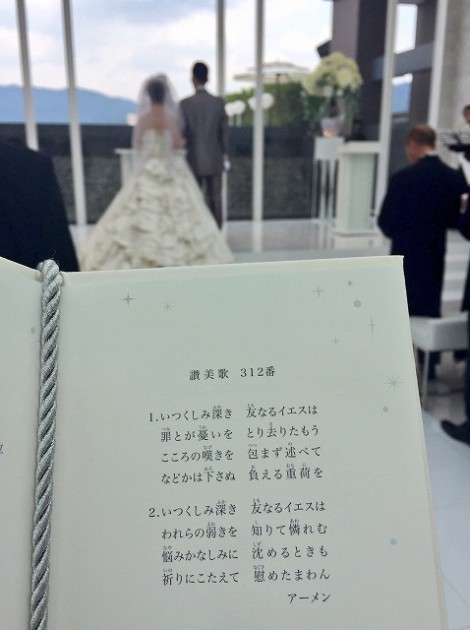 讃美歌 312番
1.いつくしみ深き 友なるイエスは
罪とが憂いを とり去りたもう
こころの嘆きを 包まず述べて
などかは下さぬ 負える重荷を
2.いつくしみ深き 友なるイエスは
われらの弱きを 知りて憐れむ
悩みかなしみに 沈めるときも
祈りにこたえて 慰めたまわん
アーメン